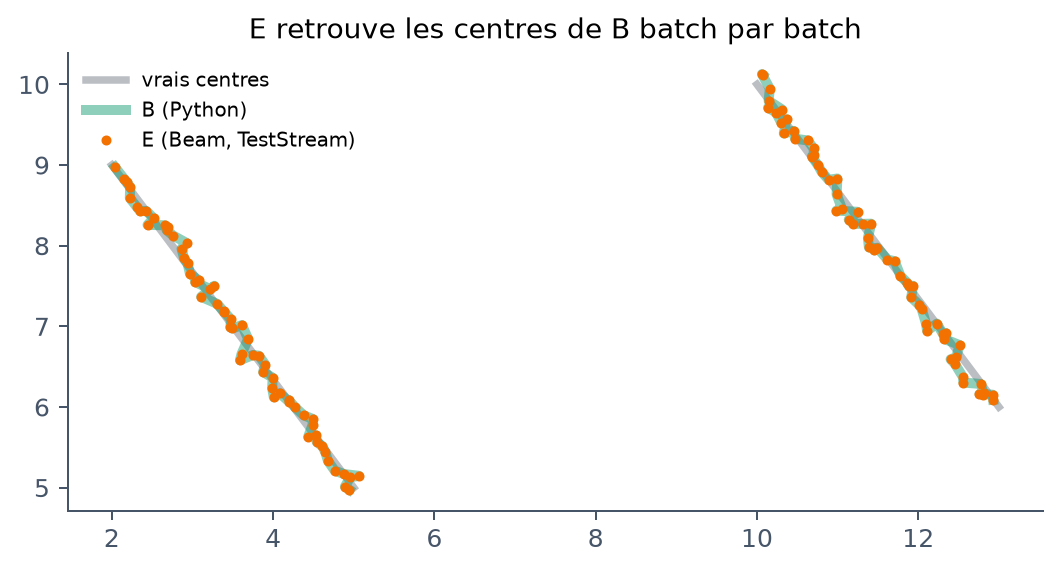 E retrouve les centres de B batch par batch
vrais centres
B (Python)
E (Beam, TestStream)
10
9
8
7
6
5
2 4 6 8 10 12